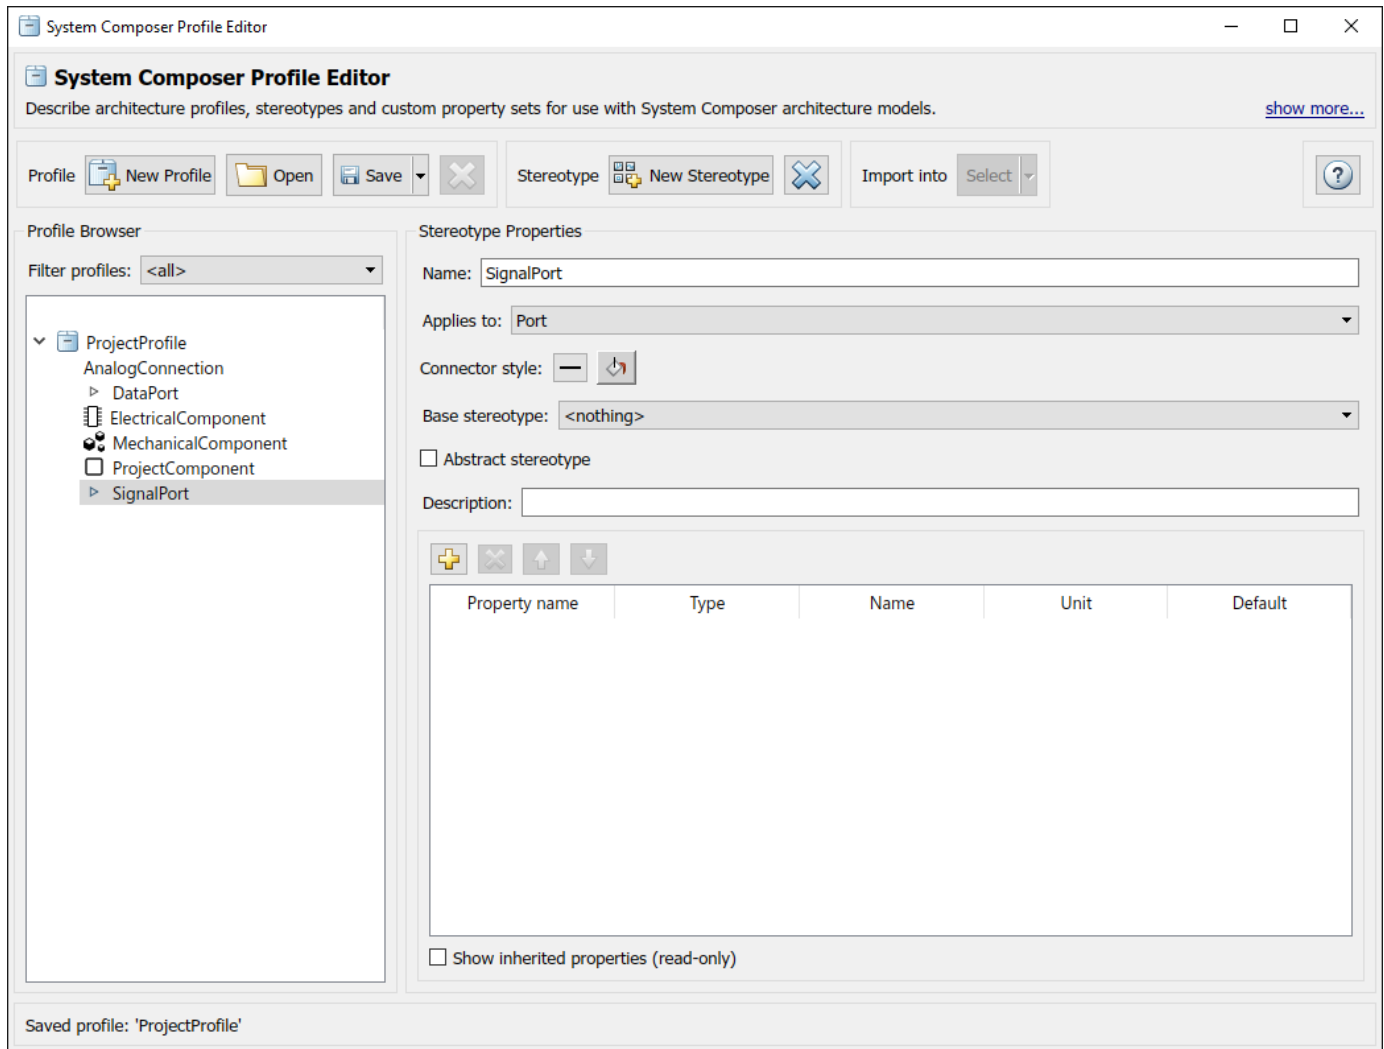 System Composer Profile Editor
System Composer Profile Editor
Describe architecture profiles, stereotypes and custom property sets for use with System Composer architecture models. show more...
Profile New Profile Open Save Stereotype New Stereotype Import into Select ?
Profile Browser
Filter profiles: <all>
ProjectProfile
AnalogConnection
DataPort
ElectricalComponent
MechanicalComponent
ProjectComponent
SignalPort
Stereotype Properties
Name: SignalPort
Applies to: Port
Connector style:
Base stereotype: <nothing>
Abstract stereotype
Description:
Property name Type Name Unit Default
Show inherited properties (read-only)
Saved profile: 'ProjectProfile'